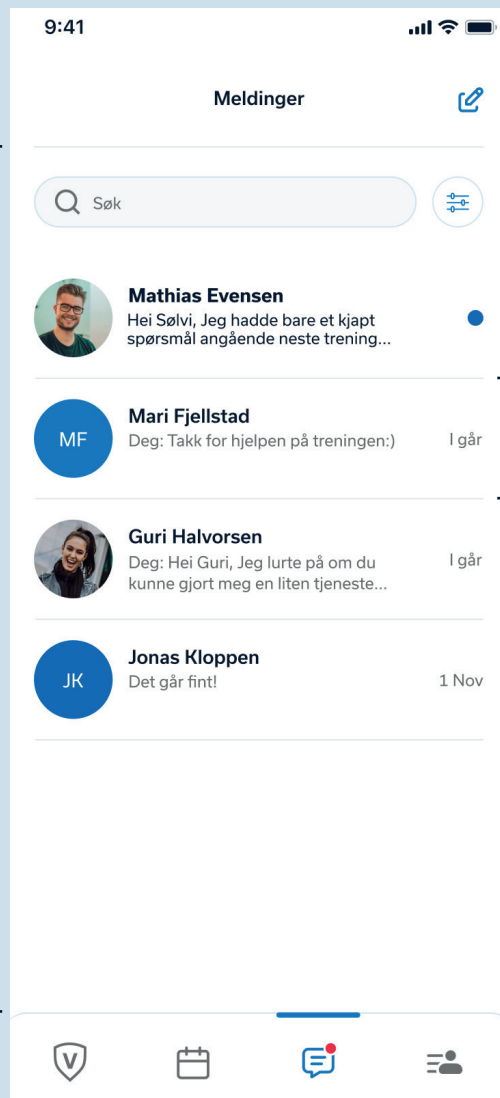 9:41
Meldinger
Søk
Mathias Evensen
Hei Sølvi, Jeg hadde bare et kjapt
spørsmål angående neste trening...
MF
Mari Fjellstad
Deg: Takk for hjelpen på treningen:)
I går
Guri Halvorsen
Deg: Hei Guri, Jeg lurte på om du
kunne gjort meg en liten tjeneste...
I går
JK
Jonas Kloppen
Det går fint!
1 Nov
V